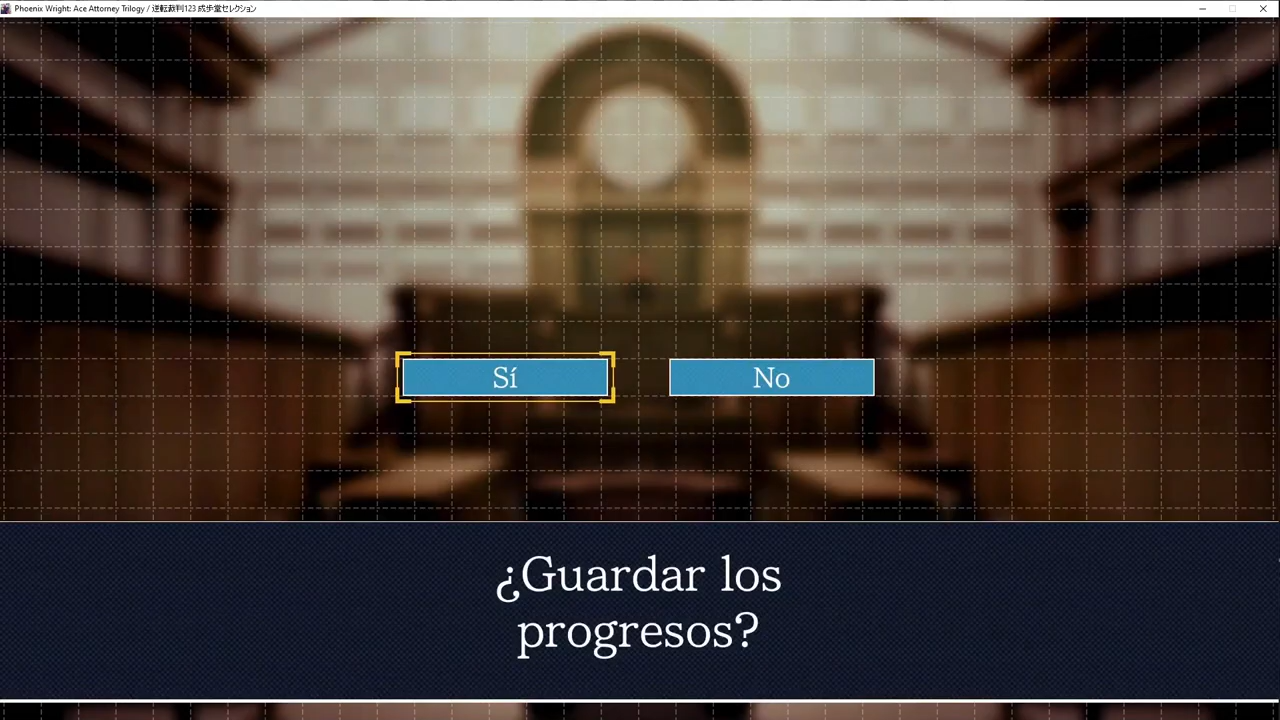 Phoenix Wright: Ace Attorney Trilogy / 逆転裁判123 成歩堂セレクション
Sí
No
¿Guardar los
progresos?